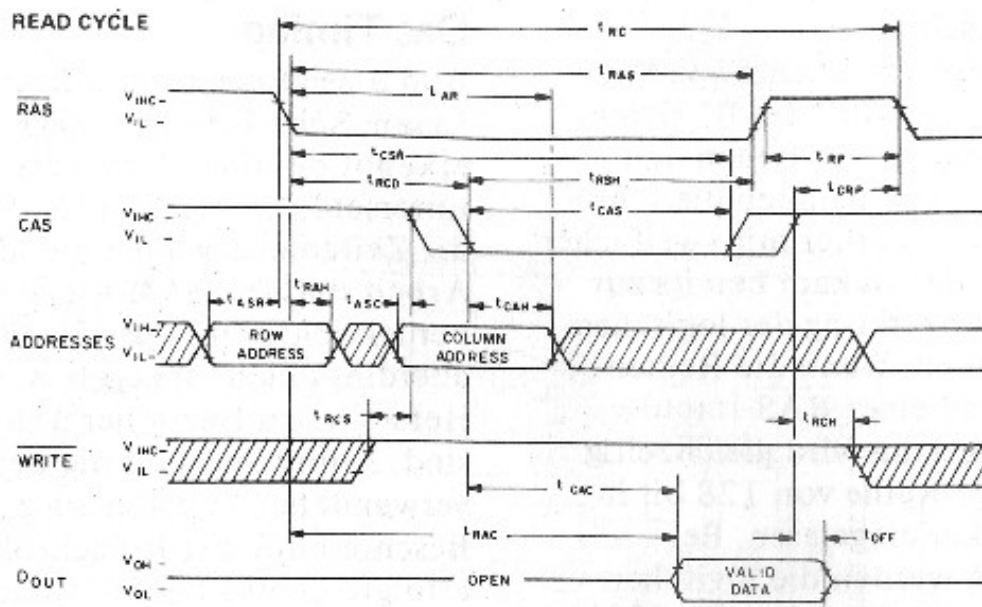 READ CYCLE
tRC
tRAS
tAR
RAS
VIHC
VIL
tCSR
tRP
tRCD
tRSH
tCRP
CAS
VIHC
VIL
tCAS
tASR
tRAH
tASC
tCAH
ADDRESSES
VIH
VIL
ROW ADDRESS
COLUMN ADDRESS
tRCS
tRCH
WRITE
VIHC
VIL
tCAC
tRAC
tOFF
DOUT
VOH
VOL
OPEN
VALID DATA